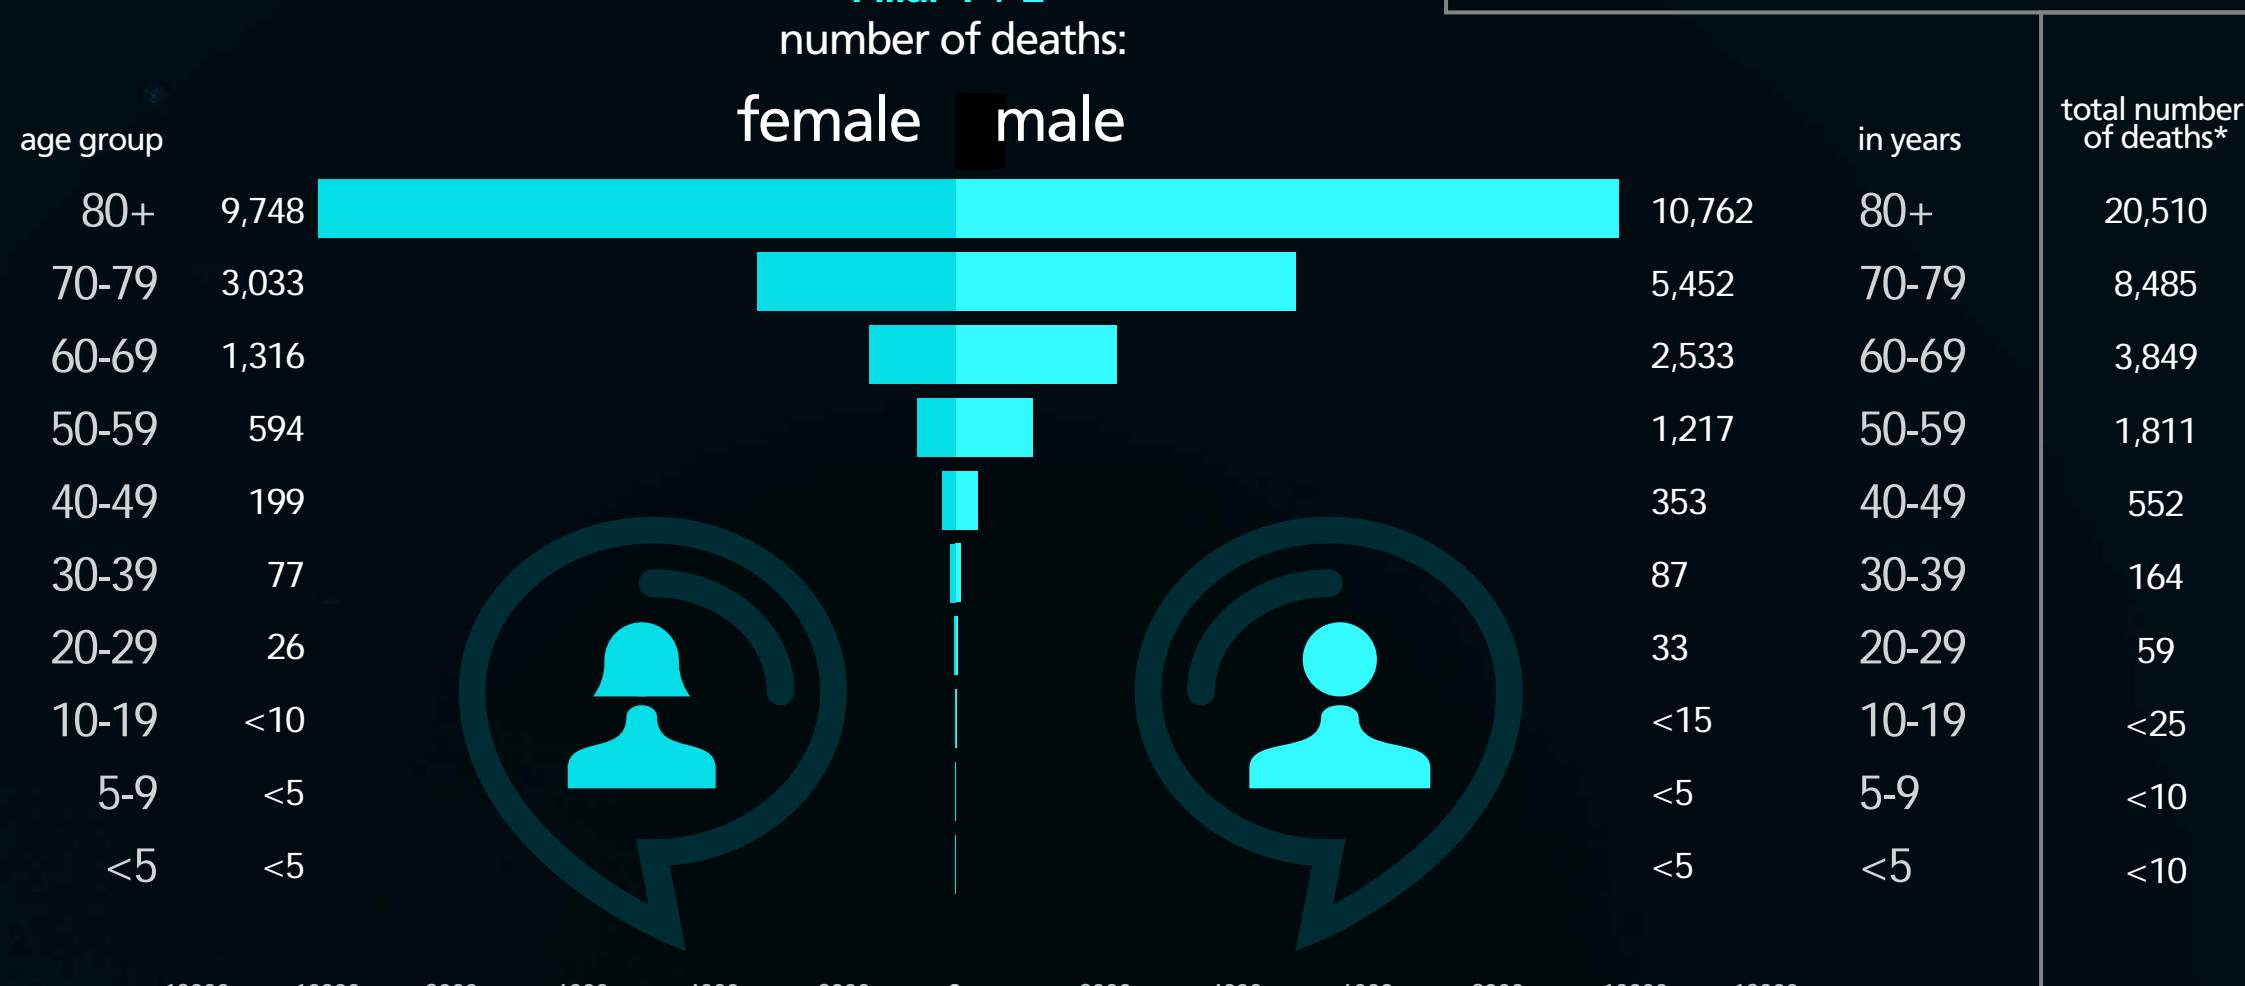 number of deaths:
female male
age group in years total number
of deaths*
80+ 9,748 10,762 80+ 20,510
70-79 3,033 5,452 70-79 8,485
60-69 1,316 2,533 60-69 3,849
50-59 594 1,217 50-59 1,811
40-49 199 353 40-49 552
30-39 77 87 30-39 164
20-29 26 33 20-29 59
10-19 <10 <15 10-19 <25
5-9 <5 <5 5-9 <10
<5 <5 <5 <5 <10